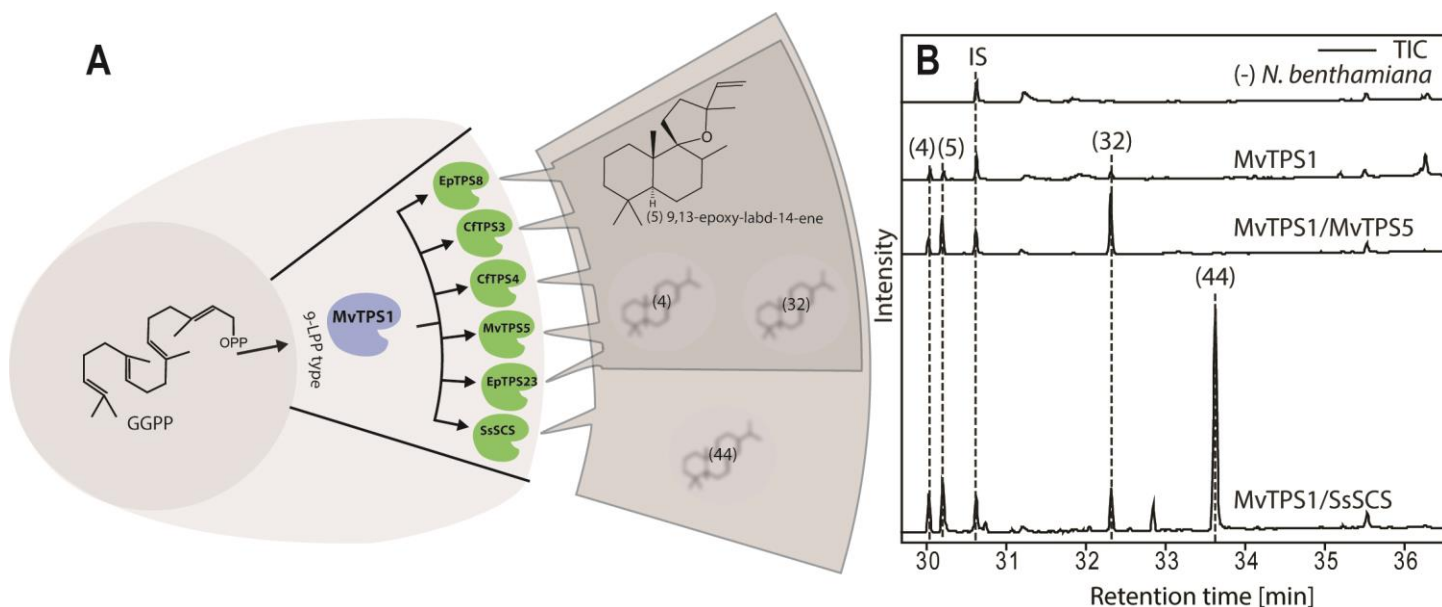 A
GGPP
OPP
9-LPP type
MvTPS1
EpTPS8
CfTPS3
CfTPS4
MvTPS5
EpTPS23
SsSCS
O
H
(5) 9,13-epoxy-labd-14-ene
(4)
(32)
(44)
B
IS
TIC
(-) N. benthamiana
(4)
(5)
(32)
MvTPS1
MvTPS1/MvTPS5
(44)
MvTPS1/SsSCS
Intensity
30 31 32 33 34 35 36
Retention time [min]